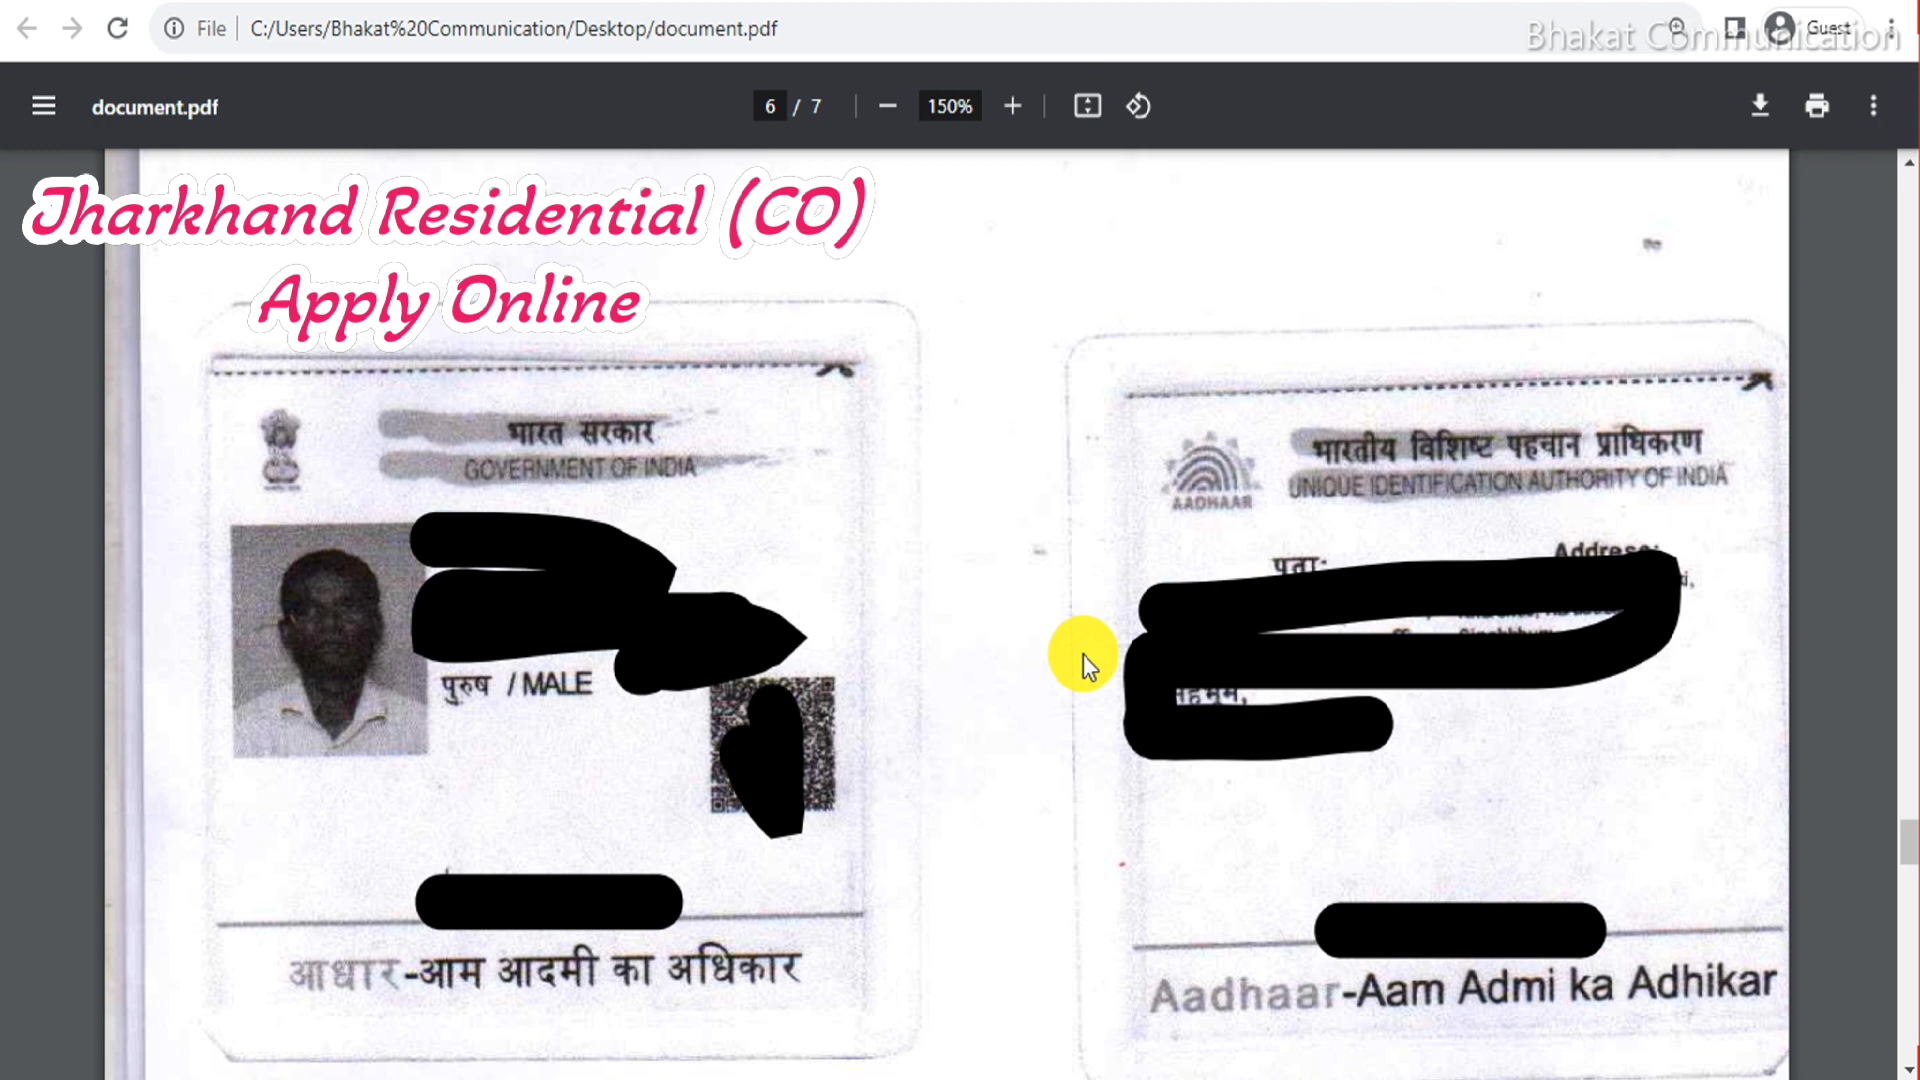 File
C:/Users/Bhakat%20Communication/Desktop/document.pdf
Guest
Bhakat Communication
document.pdf
6 / 7
150%
Jharkhand Residential (CO)
Apply Online
भारत सरकार
GOVERNMENT OF INDIA
पुरुष / MALE
आधार-आम आदमी का अधिकार
भारतीय विशिष्ट पहचान प्राधिकरण
UNIQUE IDENTIFICATION AUTHORITY OF INDIA
AADHAAR
पता:
Address:
Aadhaar-Aam Admi ka Adhikar